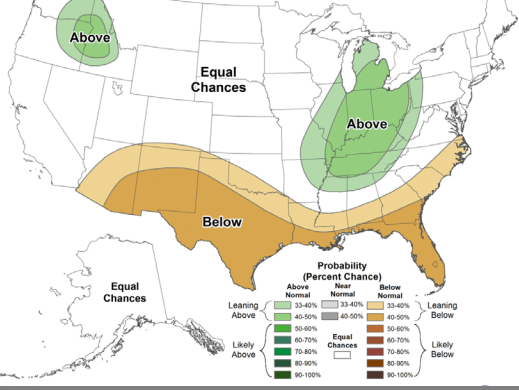 Above
Equal
Chances
Above
Below
Equal
Chances
Probability
(Percent Chance)
Above
Normal
Near
Normal
Below
Normal
Leaning
Above
33-40%
33-40%
33-40%
Leaning
Below
40-50%
40-50%
40-50%
Likely
Above
50-60%
60-70%
70-80%
80-90%
90-100%
Equal
Chances
50-60%
60-70%
70-80%
80-90%
90-100%
Likely
Below